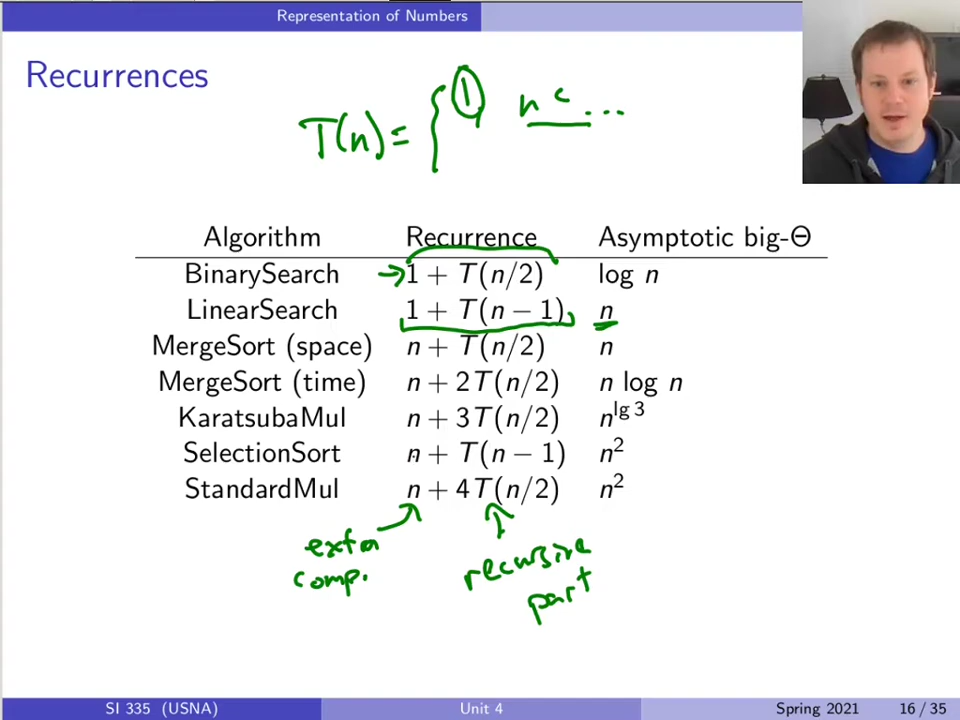 Representation of Numbers
Recurrences
T(n) = { 1 n < ...
Algorithm Recurrence Asymptotic big-Θ
BinarySearch 1 + T(n/2) log n
LinearSearch 1 + T(n − 1) n
MergeSort (space) n + T(n/2) n
MergeSort (time) n + 2T(n/2) n log n
KaratsubaMul n + 3T(n/2) n^{lg 3}
SelectionSort n + T(n − 1) n²
StandardMul n + 4T(n/2) n²
extra recursive
comp. part
SI 335 (USNA) Unit 4 Spring 2021 16 / 35